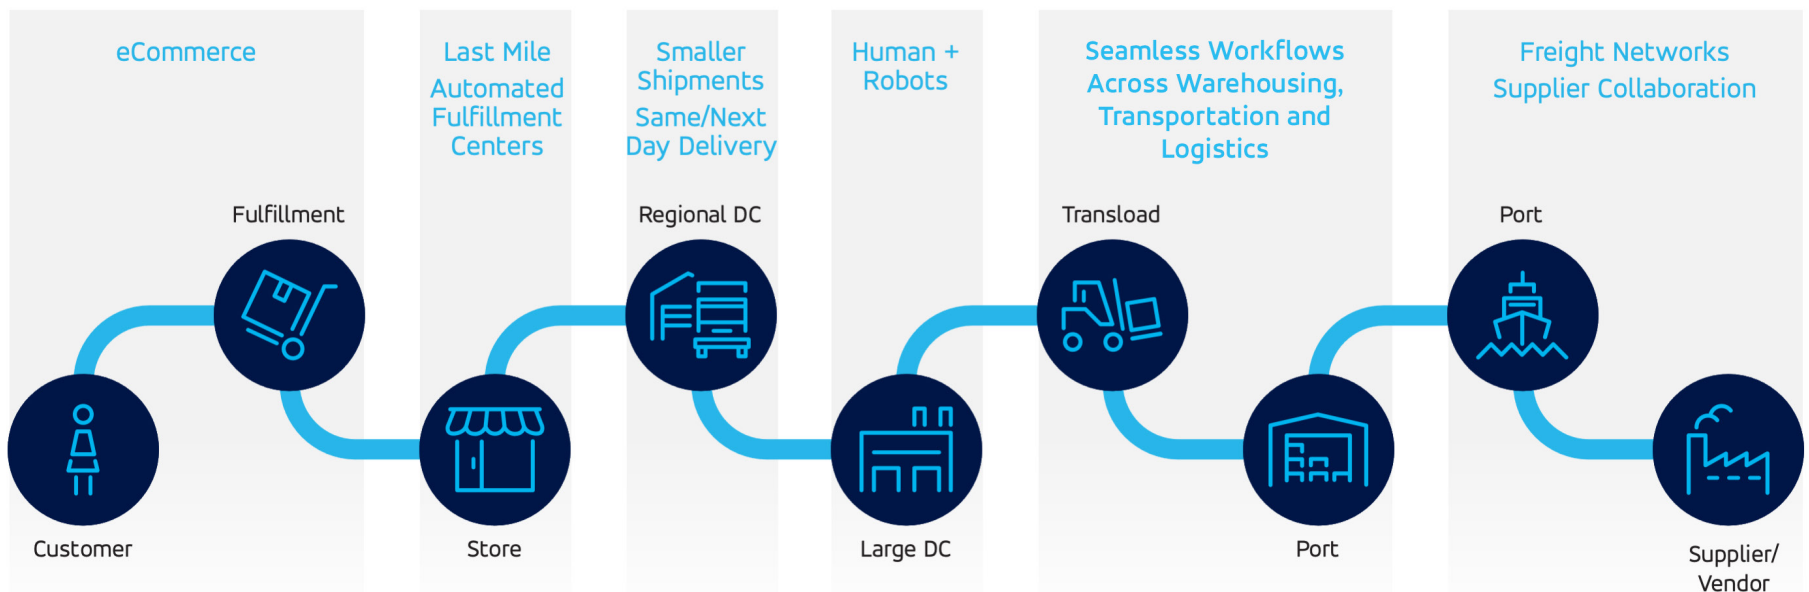 eCommerce
Fulfillment
Customer
Last Mile
Automated
Fulfillment
Centers
Store
Smaller
Shipments
Same/Next
Day Delivery
Regional DC
Human +
Robots
Large DC
Seamless Workflows
Across Warehousing,
Transportation and
Logistics
Transload
Port
Freight Networks
Supplier Collaboration
Port
Supplier/
Vendor